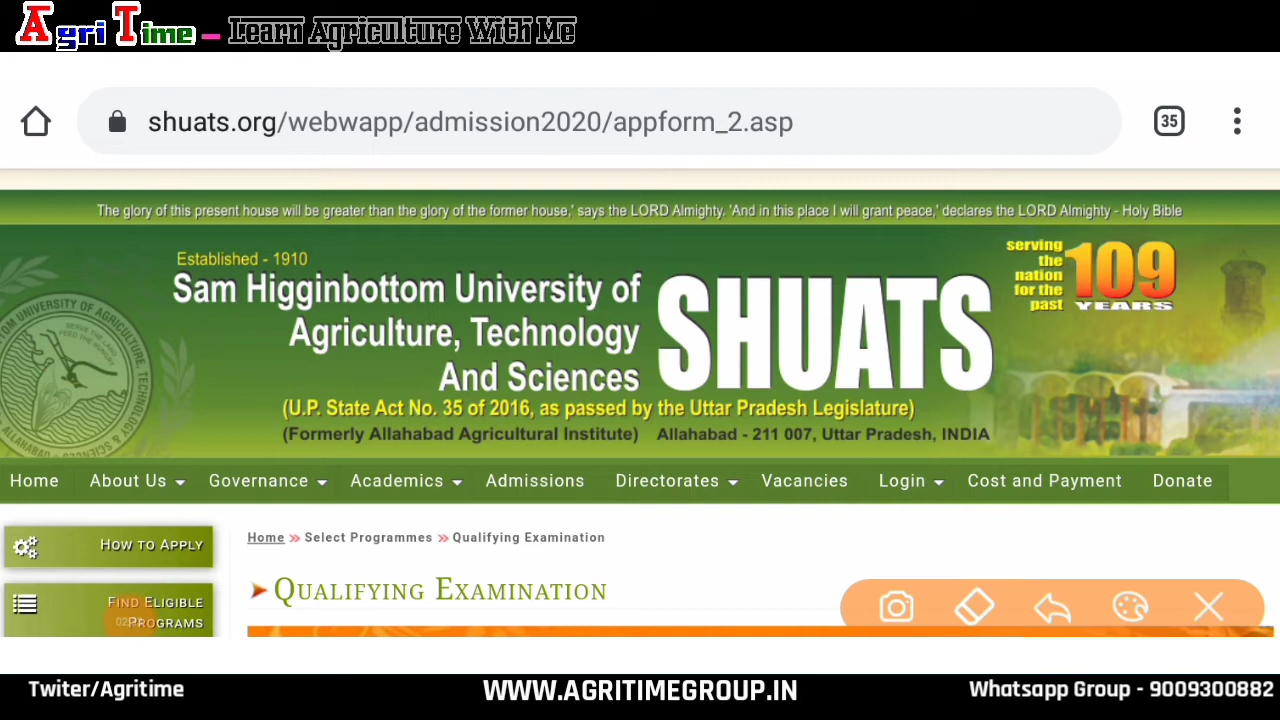 Agri Time – Learn Agriculture With Me
shuats.org/webwapp/admission2020/appform_2.asp
35
The glory of this present house will be greater than the glory of the former house,' says the LORD Almighty. 'And in this place I will grant peace,' declares the LORD Almighty - Holy Bible
Established - 1910
Sam Higginbottom University of
Agriculture, Technology
And Sciences
SHUATS
serving
the
nation
for the
past
109
YEARS
(U.P. State Act No. 35 of 2016, as passed by the Uttar Pradesh Legislature)
(Formerly Allahabad Agricultural Institute) Allahabad - 211 007, Uttar Pradesh, INDIA
Home About Us Governance Academics Admissions Directorates Vacancies Login Cost and Payment Donate
How to Apply
Find Eligible
Programs
Home » Select Programmes » Qualifying Examination
Qualifying Examination
Twiter/Agritime
WWW.AGRITIMEGROUP.IN
Whatsapp Group - 9009300882